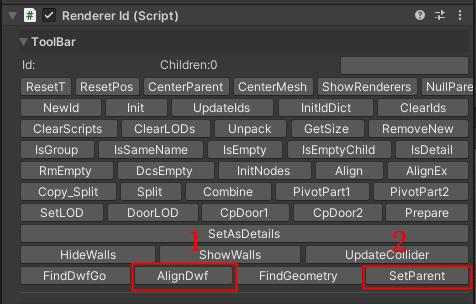 Renderer Id (Script)
ToolBar
Id: Children:0
ResetT ResetPos CenterParent CenterMesh ShowRenderers NullPare
NewId Init UpdateIds InitIdDict ClearIds
ClearScripts ClearLODs Unpack GetSize RemoveNew
IsGroup IsSameName IsEmpty IsEmptyChild IsDetail
RmEmpty DcsEmpty InitNodes Align AlignEx
Copy_Split Split Combine PivotPart1 PivotPart2
SetLOD DoorLOD CpDoor1 CpDoor2 Prepare
SetAsDetails
1 2
HideWalls ShowWalls UpdateCollider
FindDwfGo AlignDwf FindGeometry SetParent